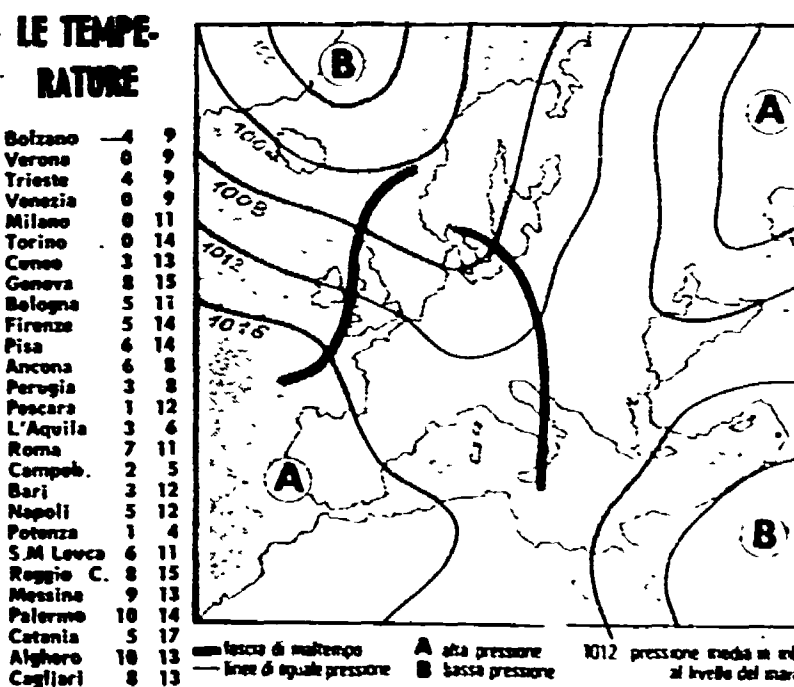 LE TEMPE-
RATURE
Bolzano —4 9
Verona 0 9
Trieste 4 9
Venezia 0 9
Milano 0 11
Torino 0 14
Cuneo 3 13
Genova 8 15
Bologna 5 11
Firenze 5 14
Pisa 6 14
Ancona 6 8
Perugia 3 8
Pescara 1 12
L'Aquila 3 6
Roma 7 11
Campob. 2 5
Bari 3 12
Napoli 5 12
Potenza 1 4
S.M Leuca 6 11
Reggio C. 8 15
Messina 9 13
Palermo 10 14
Catania 5 17
Alghero 10 13
Cagliari 8 13
B
A
1008
1012
1016
A
B
fascia di maltempo
linee di eguale pressione
A alta pressione
B bassa pressione
1012 pressione media in
al livello del mare